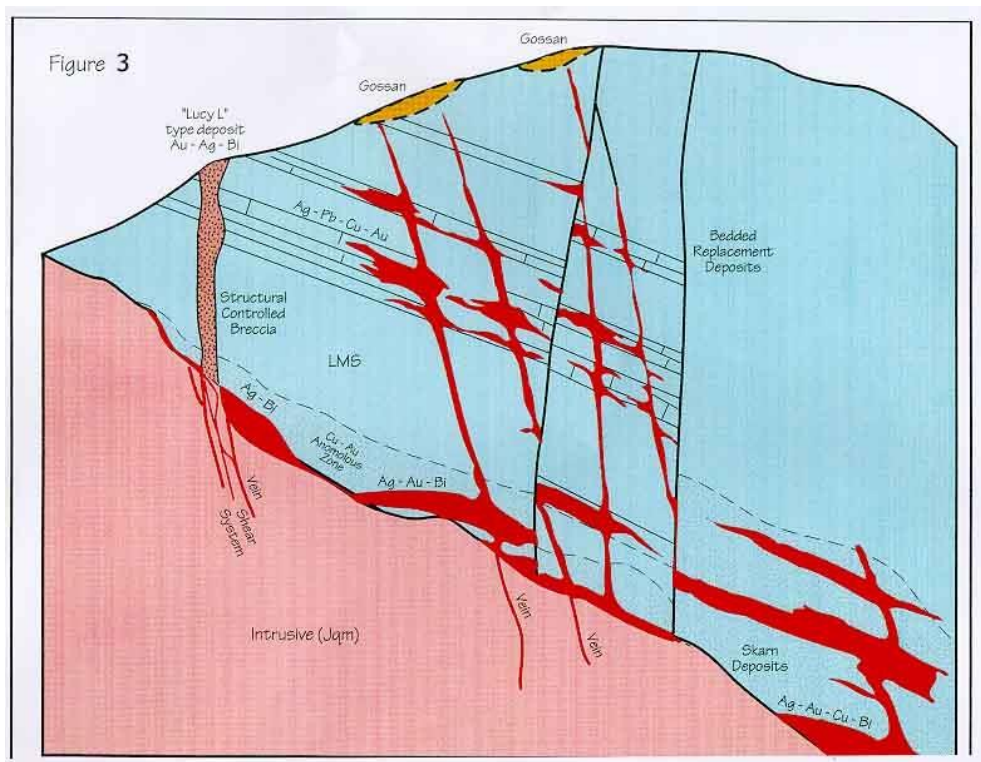 Figure 3
Gossan
Gossan
"Lucy L"
type deposit
Au - Ag - Bi
Ag - Pb - Cu - Au
Bedded
Replacement
Deposits
Structural
Controlled
Breccia
LMS
Ag - Bi
Cu - Au
Anomolous
Zone
Ag - Au - Bi
Vein
Shear
System
Vein
Vein
Intrusive (Jqm)
Skarn
Deposits
Ag - Au - Cu - Bi